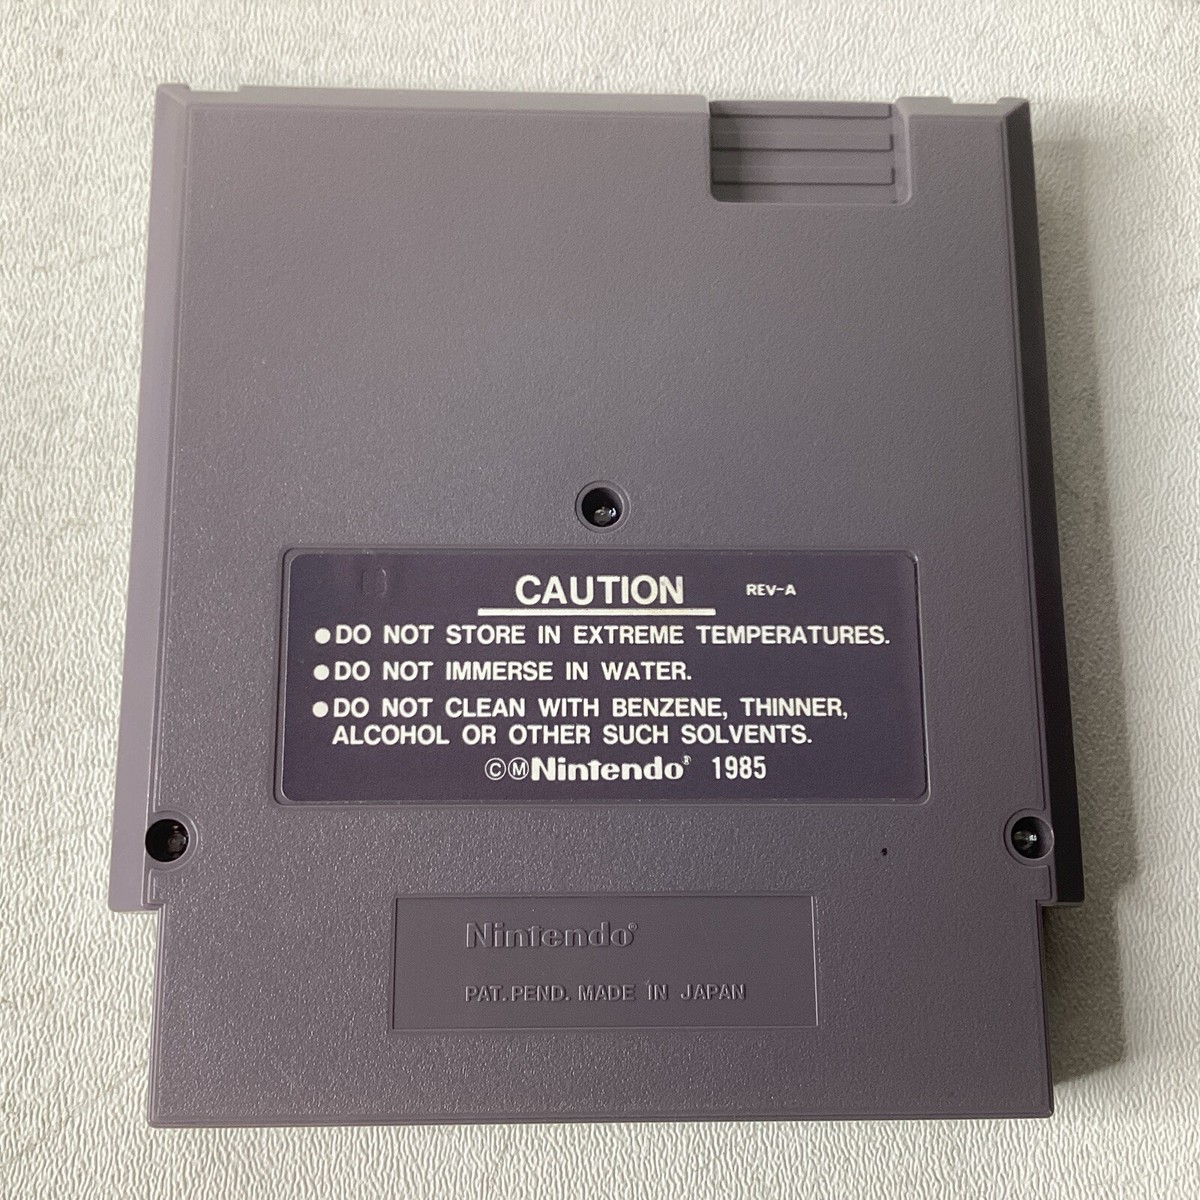 CAUTION REV-A
●DO NOT STORE IN EXTREME TEMPERATURES.
●DO NOT IMMERSE IN WATER.
●DO NOT CLEAN WITH BENZENE, THINNER,
ALCOHOL OR OTHER SUCH SOLVENTS.
©ⓂNintendo® 1985
Nintendo®
PAT. PEND. MADE IN JAPAN